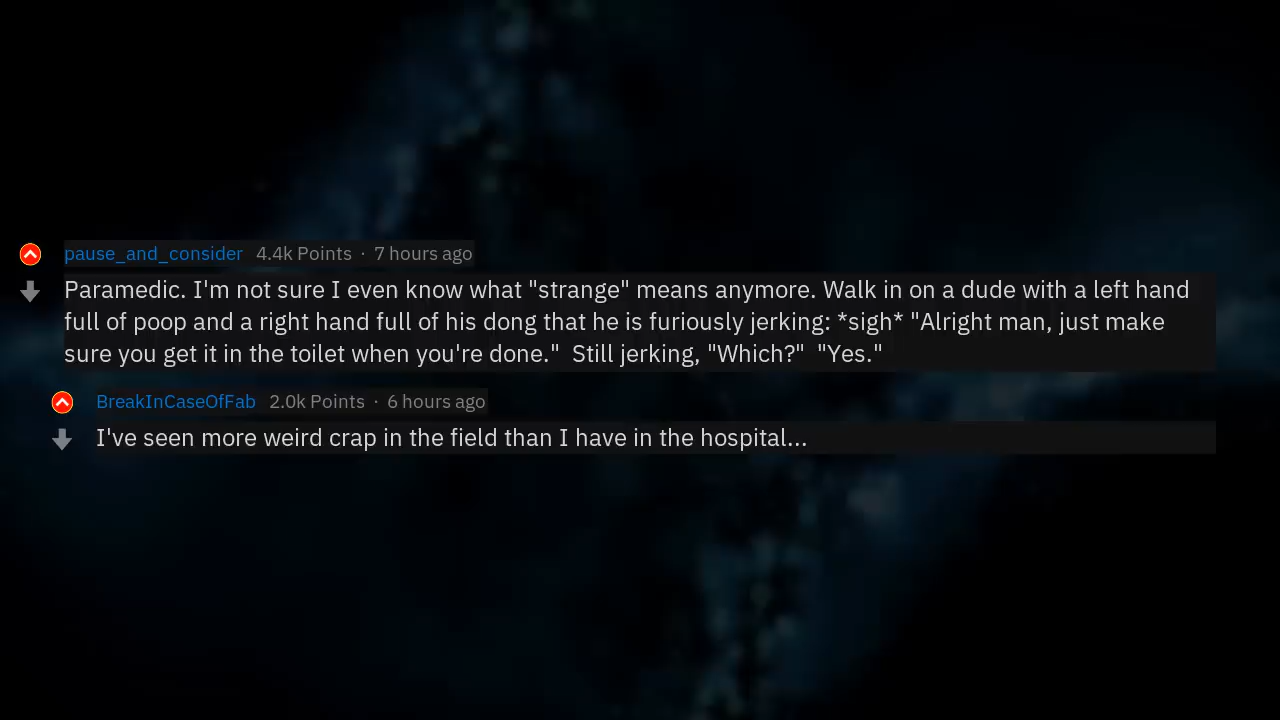 pause_and_consider 4.4k Points · 7 hours ago
Paramedic. I'm not sure I even know what "strange" means anymore. Walk in on a dude with a left hand
full of poop and a right hand full of his dong that he is furiously jerking: *sigh* "Alright man, just make
sure you get it in the toilet when you're done."  Still jerking, "Which?"  "Yes."
BreakInCaseOfFab 2.0k Points · 6 hours ago
I've seen more weird crap in the field than I have in the hospital...